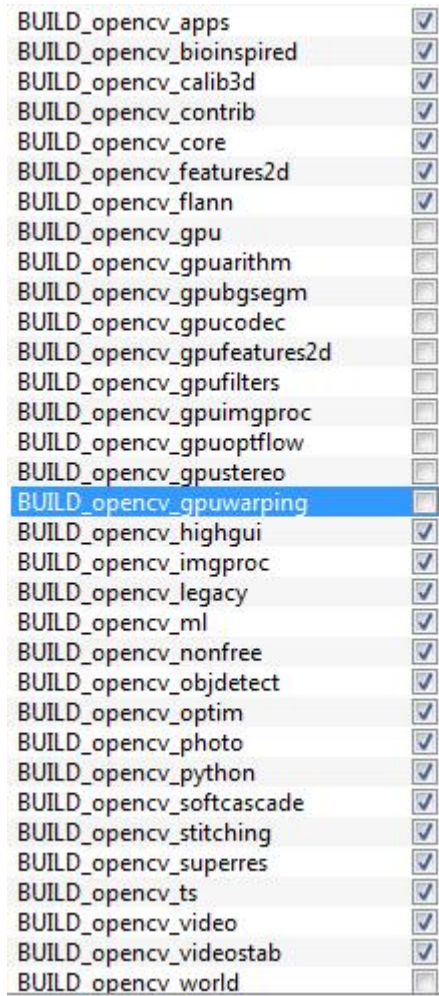 BUILD_opencv_apps
BUILD_opencv_bioinspired
BUILD_opencv_calib3d
BUILD_opencv_contrib
BUILD_opencv_core
BUILD_opencv_features2d
BUILD_opencv_flann
BUILD_opencv_gpu
BUILD_opencv_gpuarithm
BUILD_opencv_gpubgsegm
BUILD_opencv_gpucodec
BUILD_opencv_gpufeatures2d
BUILD_opencv_gpufilters
BUILD_opencv_gpuimgproc
BUILD_opencv_gpuoptflow
BUILD_opencv_gpustereo
BUILD_opencv_gpuwarping
BUILD_opencv_highgui
BUILD_opencv_imgproc
BUILD_opencv_legacy
BUILD_opencv_ml
BUILD_opencv_nonfree
BUILD_opencv_objdetect
BUILD_opencv_optim
BUILD_opencv_photo
BUILD_opencv_python
BUILD_opencv_softcascade
BUILD_opencv_stitching
BUILD_opencv_superres
BUILD_opencv_ts
BUILD_opencv_video
BUILD_opencv_videostab
BUILD_opencv_world